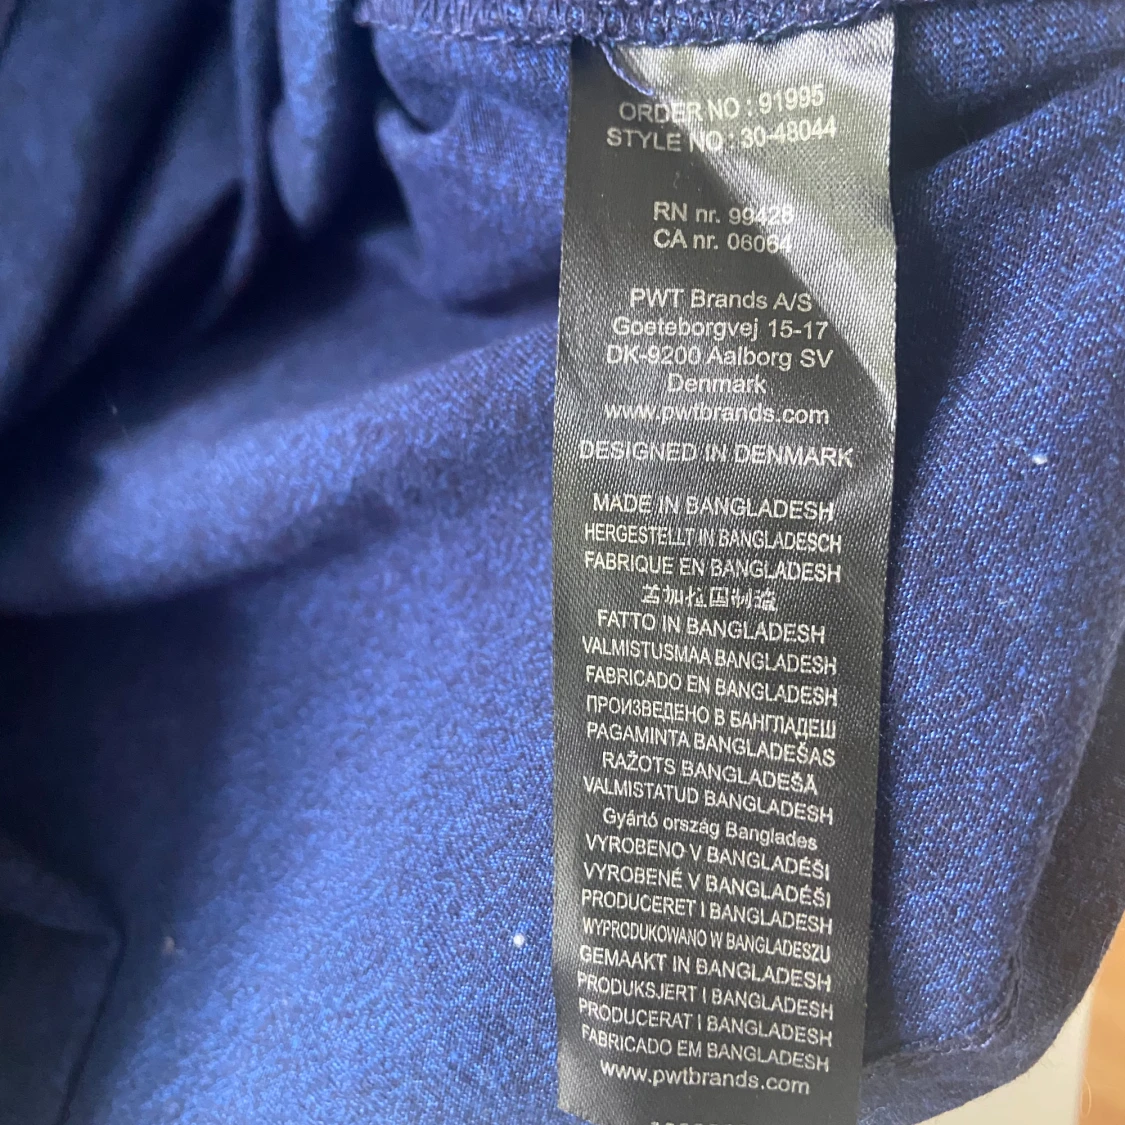 ORDER NO : 91995
STYLE NO : 30-48044
RN nr. 99428
CA nr. 06064
PWT Brands A/S
Goeteborgvej 15-17
DK-9200 Aalborg SV
Denmark
www.pwtbrands.com
DESIGNED IN DENMARK
MADE IN BANGLADESH
HERGESTELLT IN BANGLADESCH
FABRIQUE EN BANGLADESH
孟加拉国制造
FATTO IN BANGLADESH
VALMISTUSMAA BANGLADESH
FABRICADO EN BANGLADESH
ПРОИЗВЕДЕНО В БАНГЛАДЕШ
PAGAMINTA BANGLADEŠAS
RAŽOTS BANGLADEŠĀ
VALMISTATUD BANGLADESH
Gyártó ország Banglades
VYROBENO V BANGLADÉŠI
VYROBENÉ V BANGLADÉŠI
PRODUCERET I BANGLADESH
WYPRODUKOWANO W BANGLADESZU
GEMAAKT IN BANGLADESH
PRODUKSJERT I BANGLADESH
PRODUCERAT I BANGLADESH
FABRICADO EM BANGLADESH
www.pwtbrands.com